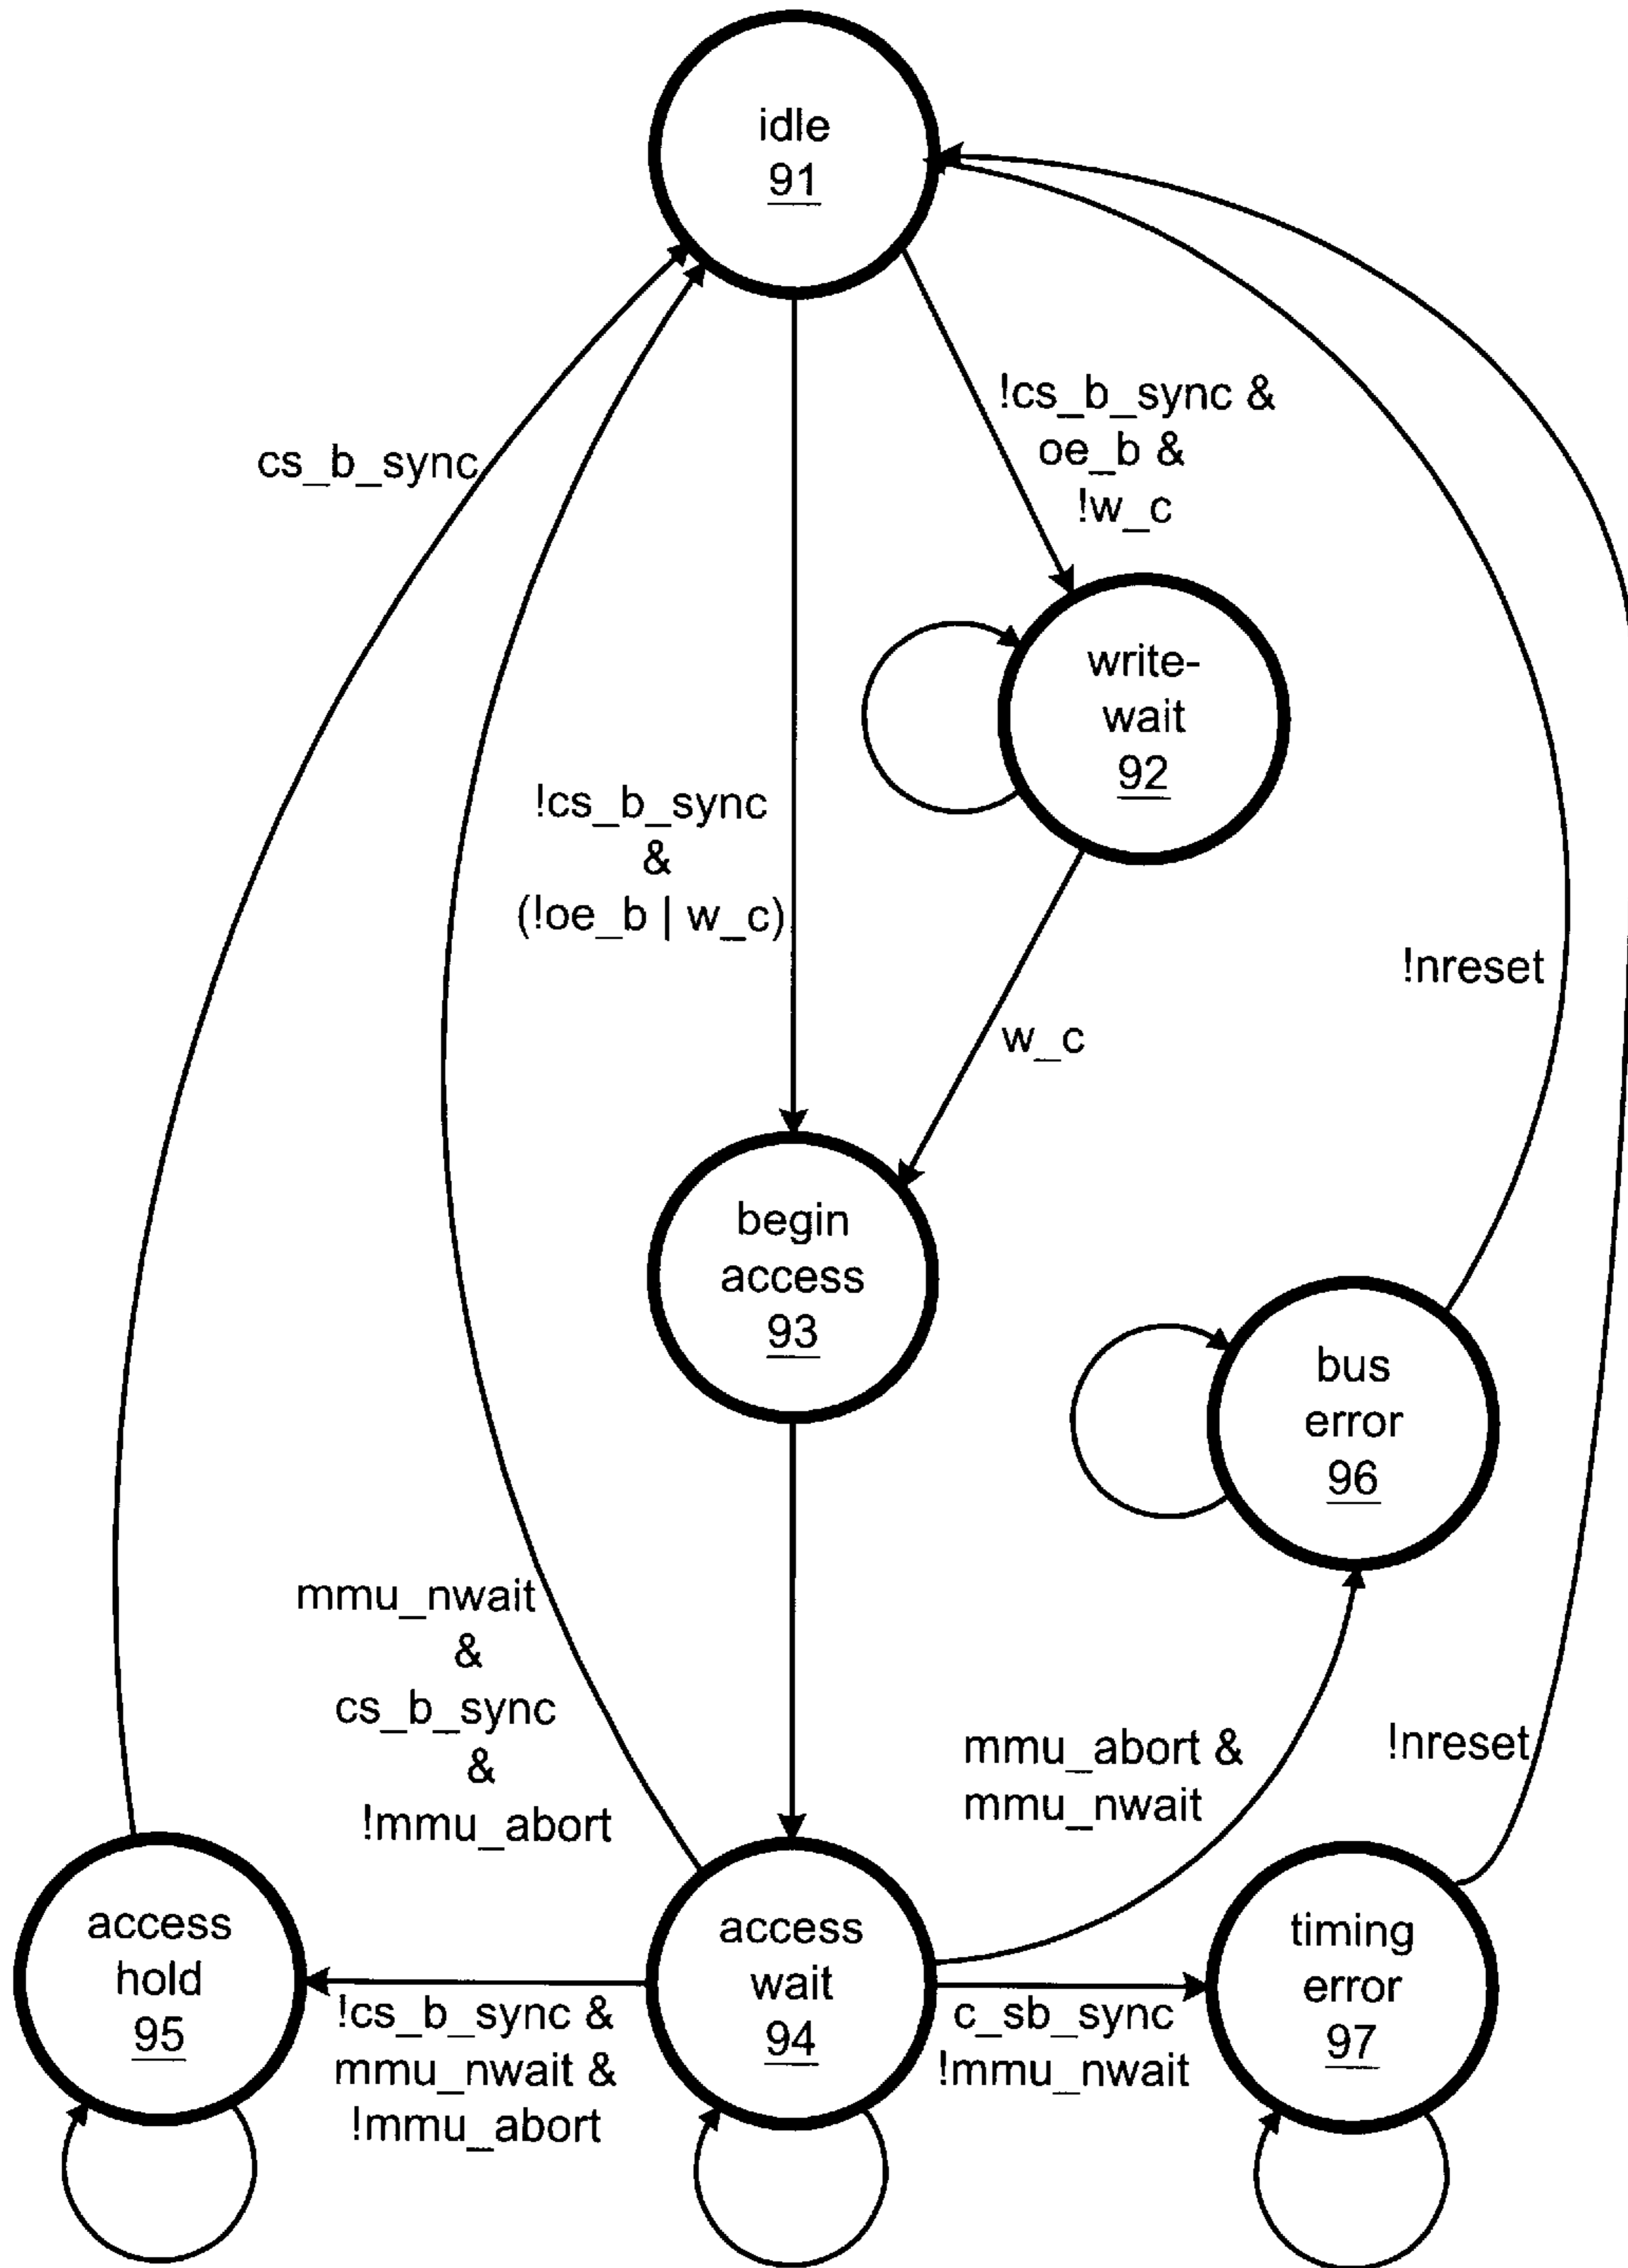 idle
91
!cs_b_sync &
oe_b &
!w_c
cs_b_sync
write-
wait
92
!cs_b_sync
&
(!oe_b | w_c)
!nreset
w_c
begin
access
93
bus
error
96
mmu_nwait
&
cs_b_sync
&
!mmu_abort
mmu_abort &
mmu_nwait
!nreset
access
hold
95
!cs_b_sync &
mmu_nwait &
!mmu_abort
access
wait
94
c_sb_sync
!mmu_nwait
timing
error
97